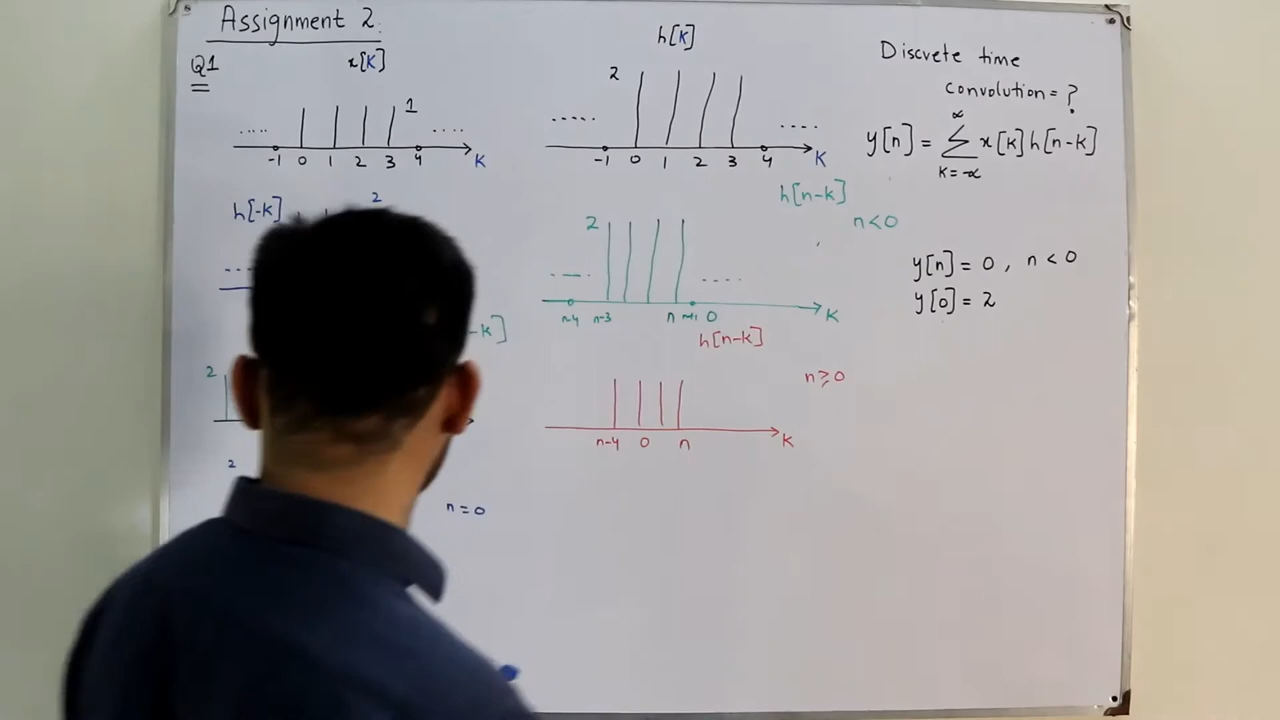 Assignment 2:
Q1
x[K]
1
-1 0 1 2 3 4 K
h[K]
2
-1 0 1 2 3 4 K
Discrete time
convolution = ?
y[n] = ∞ Σ K=-∞ x[K] h[n-K]
h[-K]
2
h[n-K]
n<0
2
n-4 n-3 n n+1 0 K
y[n] = 0, n < 0
y[0] = 2
-K]
2
h[n-K]
n ≥ 0
n-4 0 n K
2
n = 0